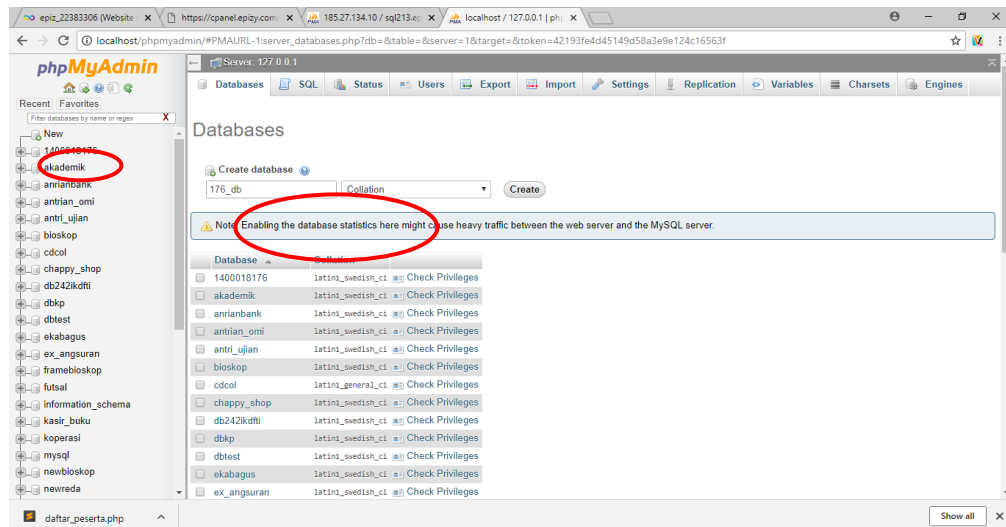 epiz_22383306 (Website
https://cpanel.epizy.com/
185.27.134.10 / sql213.ep
localhost / 127.0.0.1 | php
localhost/phpmyadmin/#PMAURL-1:server_databases.php?db=&table=&server=1&target=&token=42193fe4d45149d58a3e9e124c16563f
phpMyAdmin
Recent Favorites
Filter databases by name or regex X
New
1400018176
akademik
anrianbank
antrian_omi
antri_ujian
bioskop
cdcol
chappy_shop
db242ikdfti
dbkp
dbtest
ekabagus
ex_angsuran
framebioskop
futsal
information_schema
kasir_buku
koperasi
mysql
newbioskop
newreda
Server: 127.0.0.1
Databases SQL Status Users Export Import Settings Replication Variables Charsets Engines
Databases
Create database
176_db Collation Create
Note: Enabling the database statistics here might cause heavy traffic between the web server and the MySQL server.
Database Collation
1400018176 latin1_swedish_ci Check Privileges
akademik latin1_swedish_ci Check Privileges
anrianbank latin1_swedish_ci Check Privileges
antrian_omi latin1_swedish_ci Check Privileges
antri_ujian latin1_swedish_ci Check Privileges
bioskop latin1_swedish_ci Check Privileges
cdcol latin1_general_ci Check Privileges
chappy_shop latin1_swedish_ci Check Privileges
db242ikdfti latin1_swedish_ci Check Privileges
dbkp latin1_swedish_ci Check Privileges
dbtest latin1_swedish_ci Check Privileges
ekabagus latin1_swedish_ci Check Privileges
ex_angsuran latin1_swedish_ci Check Privileges
daftar_peserta.php
Show all